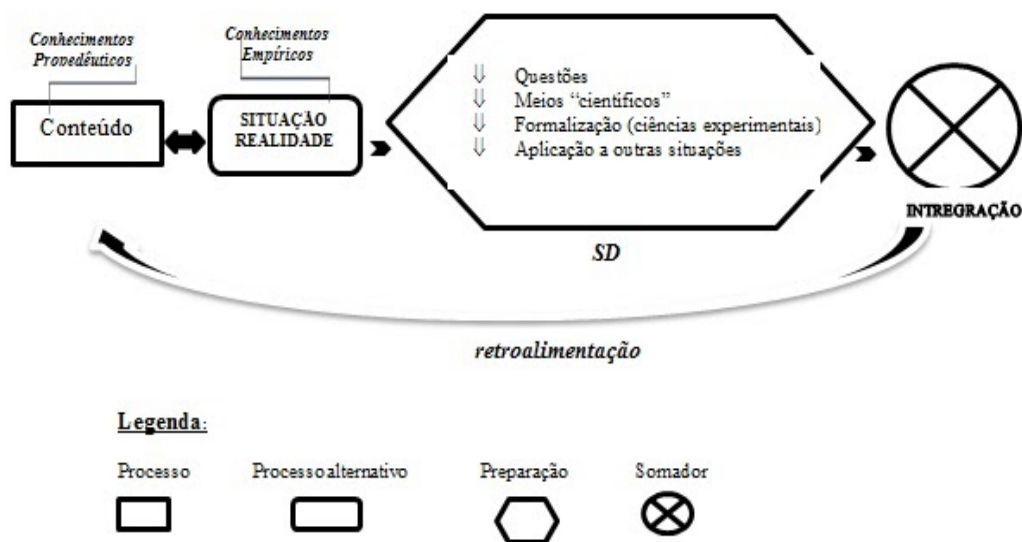 Conhecimentos
Propedêuticos
Conteúdo
Conhecimentos
Empíricos
SITUAÇÃO
REALIDADE
⇓ Questões
⇓ Meios “científicos”
⇓ Formalização (ciências experimentais)
⇓ Aplicação a outras situações
SD
INTREGRAÇÃO
retroalimentação
Legenda:
Processo
Processo alternativo
Preparação
Somador